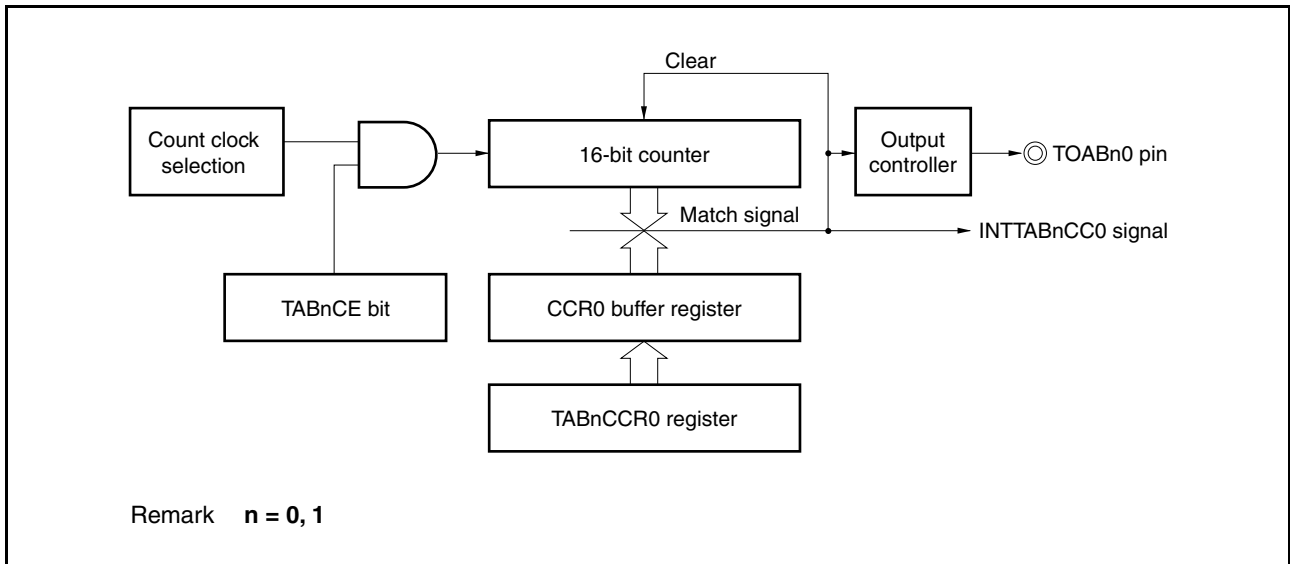 Clear
Count clock
selection
16-bit counter
Output
controller
TOABn0 pin
Match signal
INTTABnCC0 signal
TABnCE bit
CCR0 buffer register
TABnCCR0 register
Remark n = 0, 1